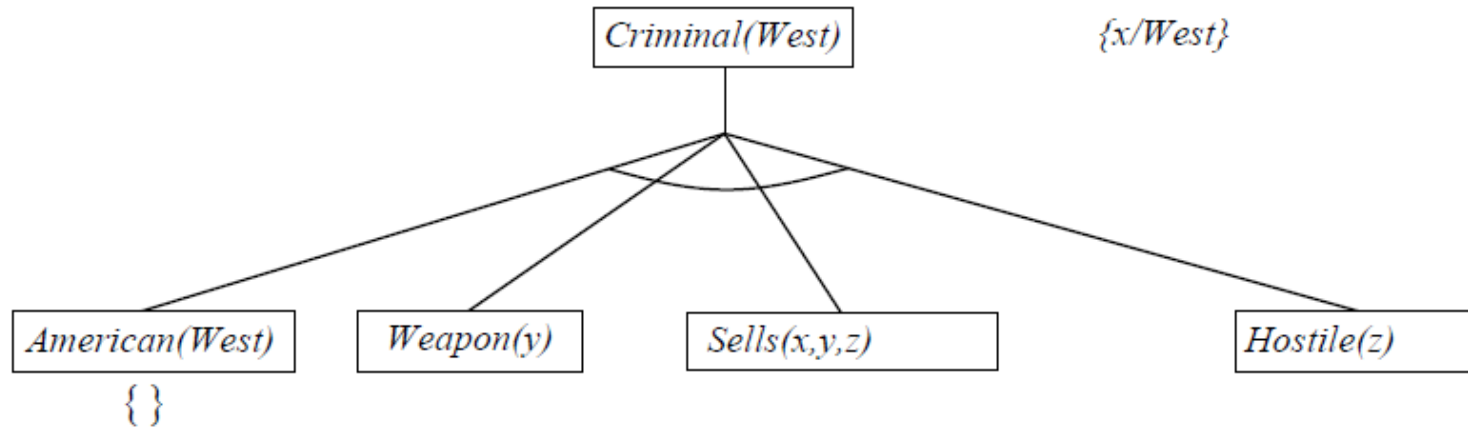 Criminal(West) {x/West}
American(West) Weapon(y) Sells(x,y,z) Hostile(z)
{ }